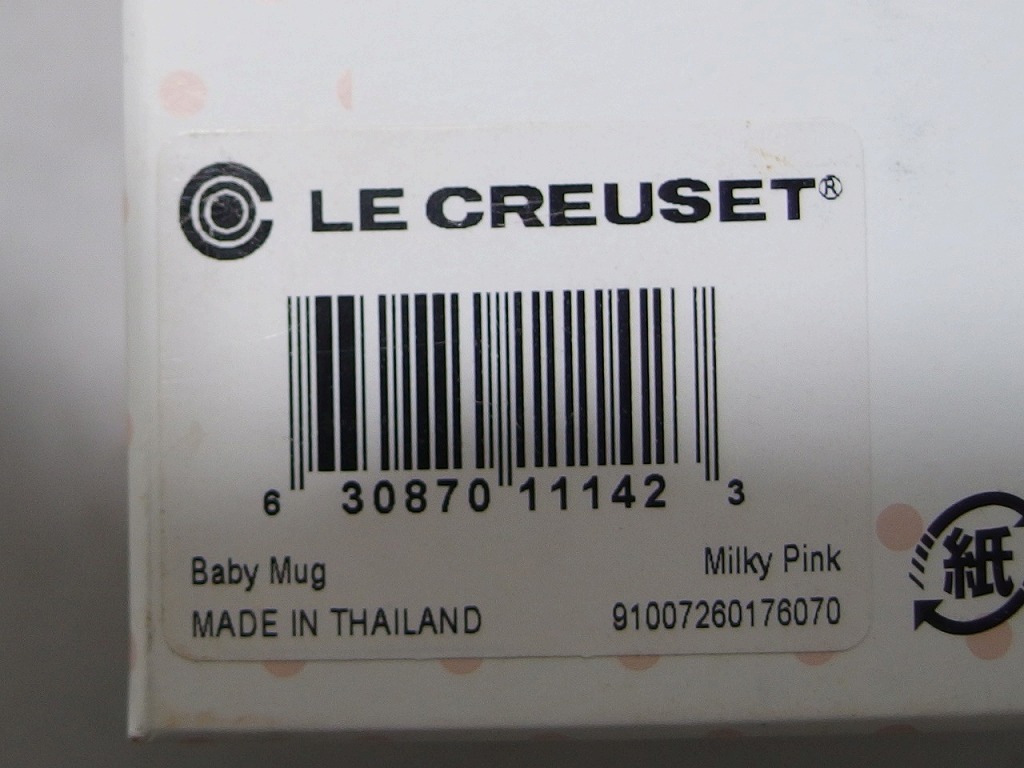 LE CREUSET®
6 30870 11142 3
Baby Mug
Milky Pink
MADE IN THAILAND
91007260176070
紙